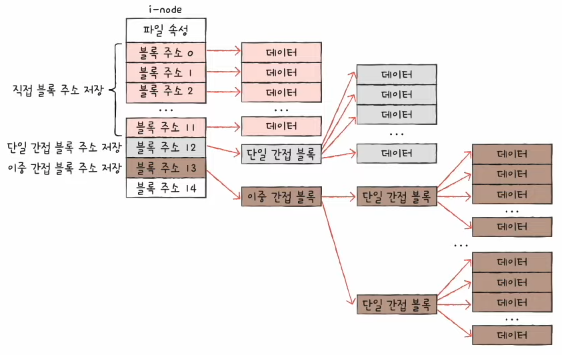 i-node
파일 속성
블록 주소 0
블록 주소 1
블록 주소 2
...
블록 주소 11
블록 주소 12
블록 주소 13
블록 주소 14
직접 블록 주소 저장
단일 간접 블록 주소 저장
이중 간접 블록 주소 저장
데이터
데이터
데이터
...
데이터
단일 간접 블록
데이터
데이터
데이터
...
데이터
이중 간접 블록
단일 간접 블록
데이터
데이터
데이터
...
데이터
...
단일 간접 블록
데이터
데이터
데이터
...
데이터